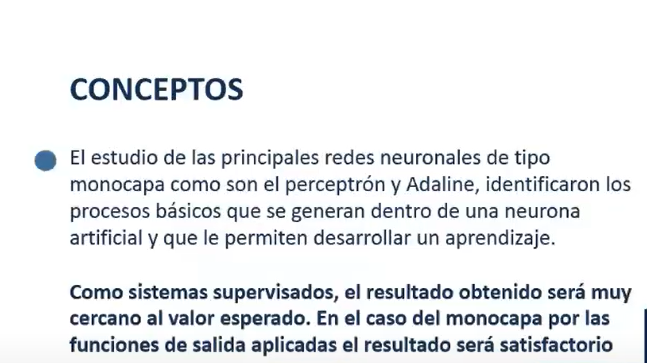 CONCEPTOS
El estudio de las principales redes neuronales de tipo
monocapa como son el perceptrón y Adaline, identificaron los
procesos básicos que se generan dentro de una neurona
artificial y que le permiten desarrollar un aprendizaje.
Como sistemas supervisados, el resultado obtenido será muy
cercano al valor esperado. En el caso del monocapa por las
funciones de salida aplicadas el resultado será satisfactorio